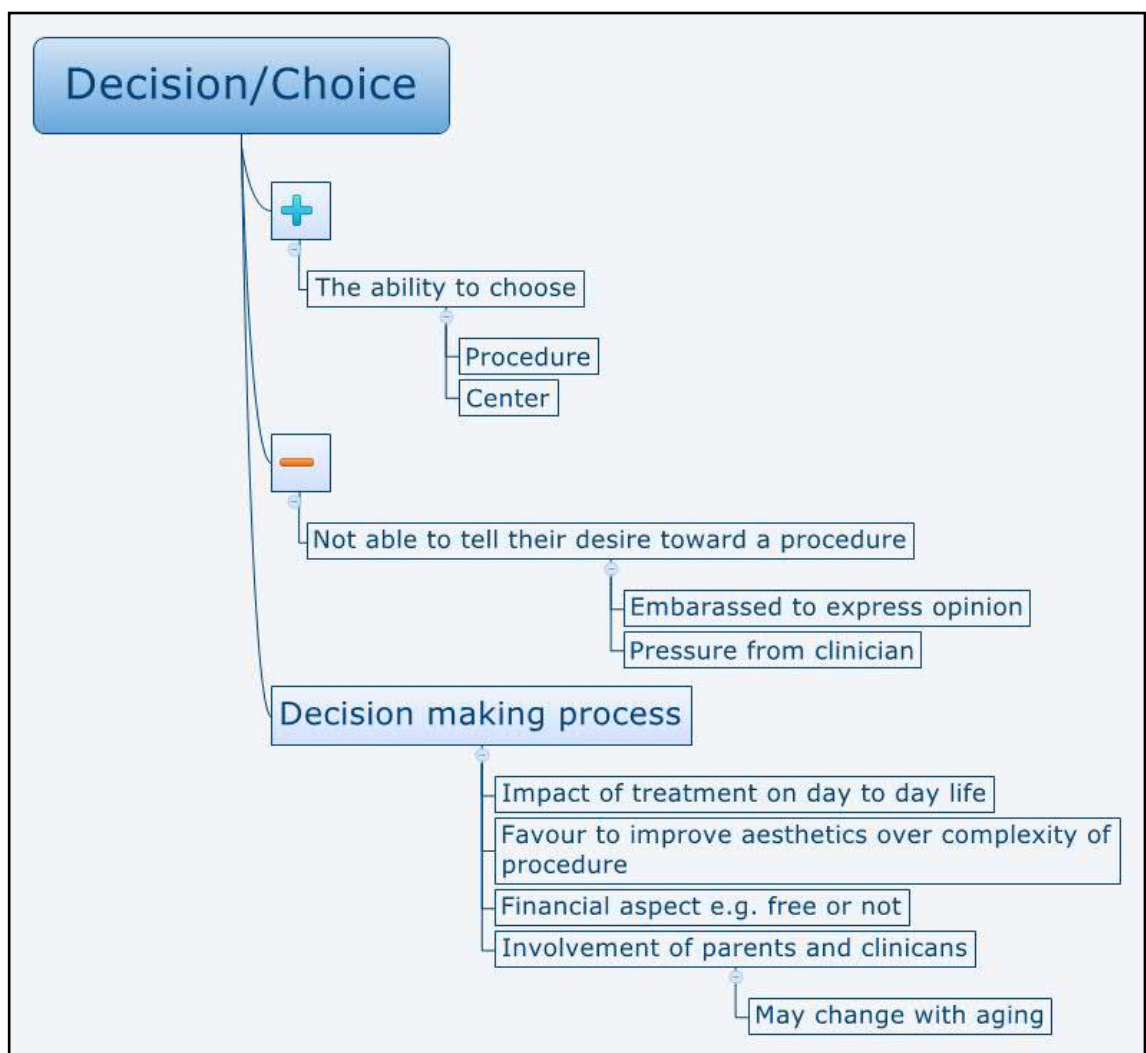 Decision/Choice
The ability to choose
Procedure
Center
Not able to tell their desire toward a procedure
Embarassed to express opinion
Pressure from clinician
Decision making process
Impact of treatment on day to day life
Favour to improve aesthetics over complexity of
procedure
Financial aspect e.g. free or not
Involvement of parents and clinicans
May change with aging